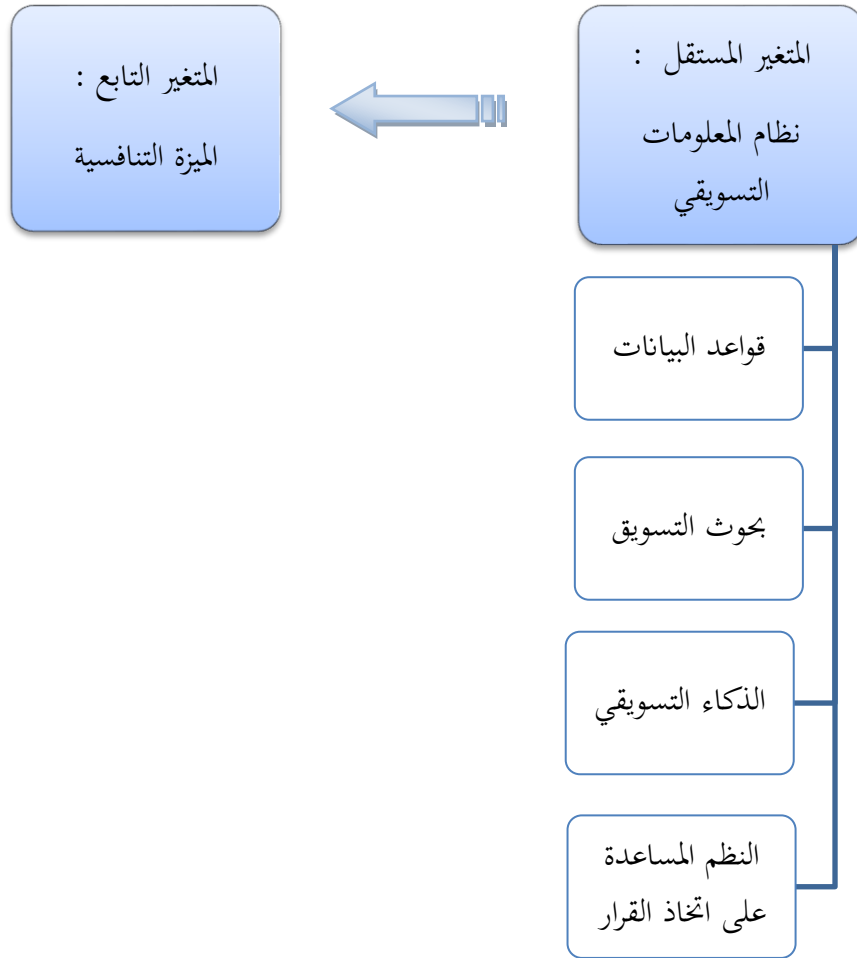 المتغير المستقل :
نظام المعلومات
التسويقي
المتغير التابع :
الميزة التنافسية
قواعد البيانات
بحوث التسويق
الذكاء التسويقي
النظم المساعدة
على اتخاذ القرار